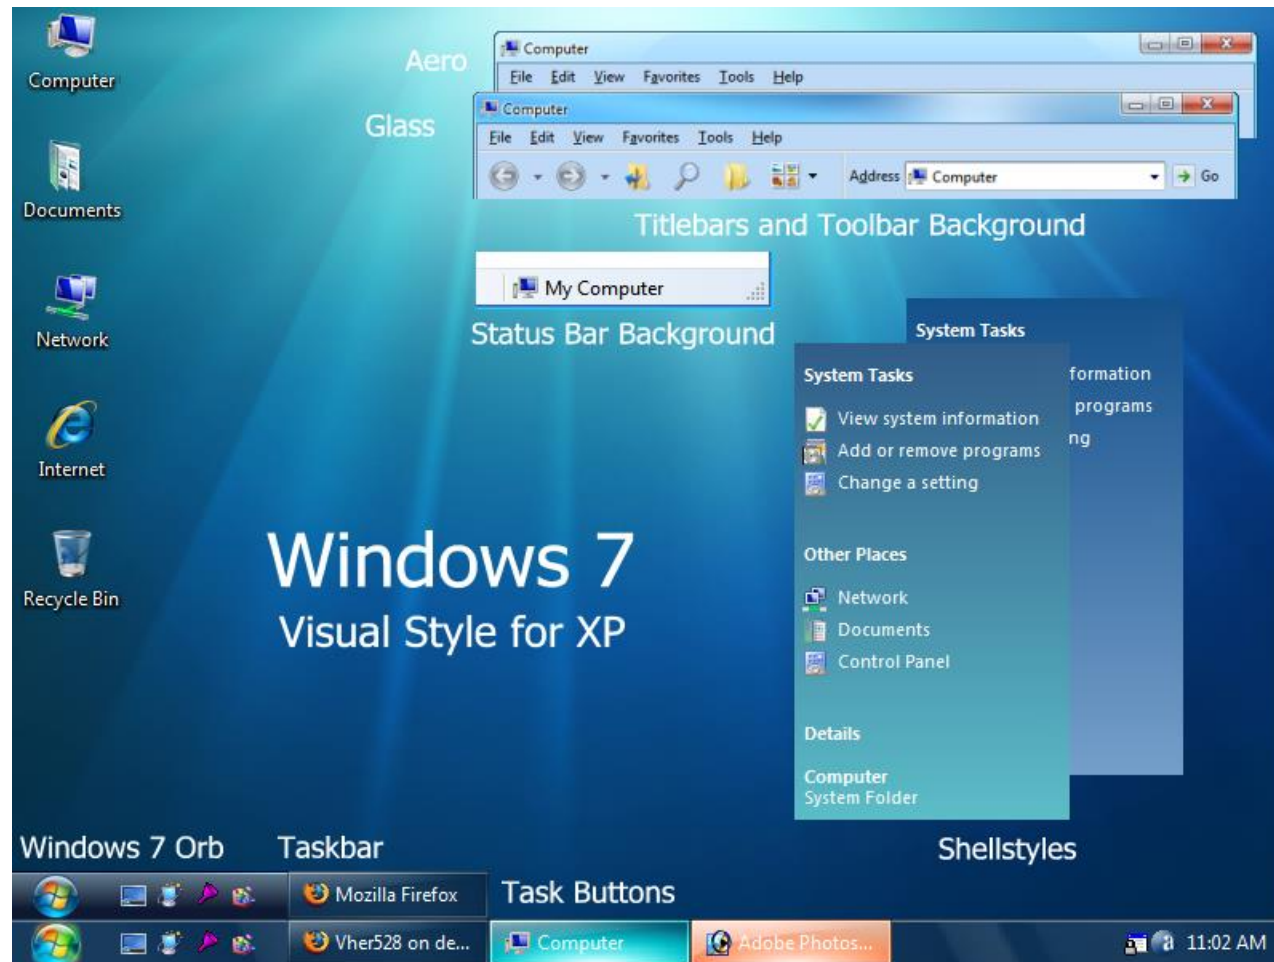 Computer
Documents
Network
Internet
Recycle Bin
Aero
Glass
Computer
File Edit View Favorites Tools Help
Computer
File Edit View Favorites Tools Help
Address Computer Go
Titlebars and Toolbar Background
My Computer
Status Bar Background
System Tasks
formation
programs
ng
System Tasks
View system information
Add or remove programs
Change a setting
Other Places
Network
Documents
Control Panel
Details
Computer
System Folder
Shellstyles
Windows 7
Visual Style for XP
Windows 7 Orb
Taskbar
Mozilla Firefox
Task Buttons
Vher528 on de...
Computer
Adobe Photos...
11:02 AM